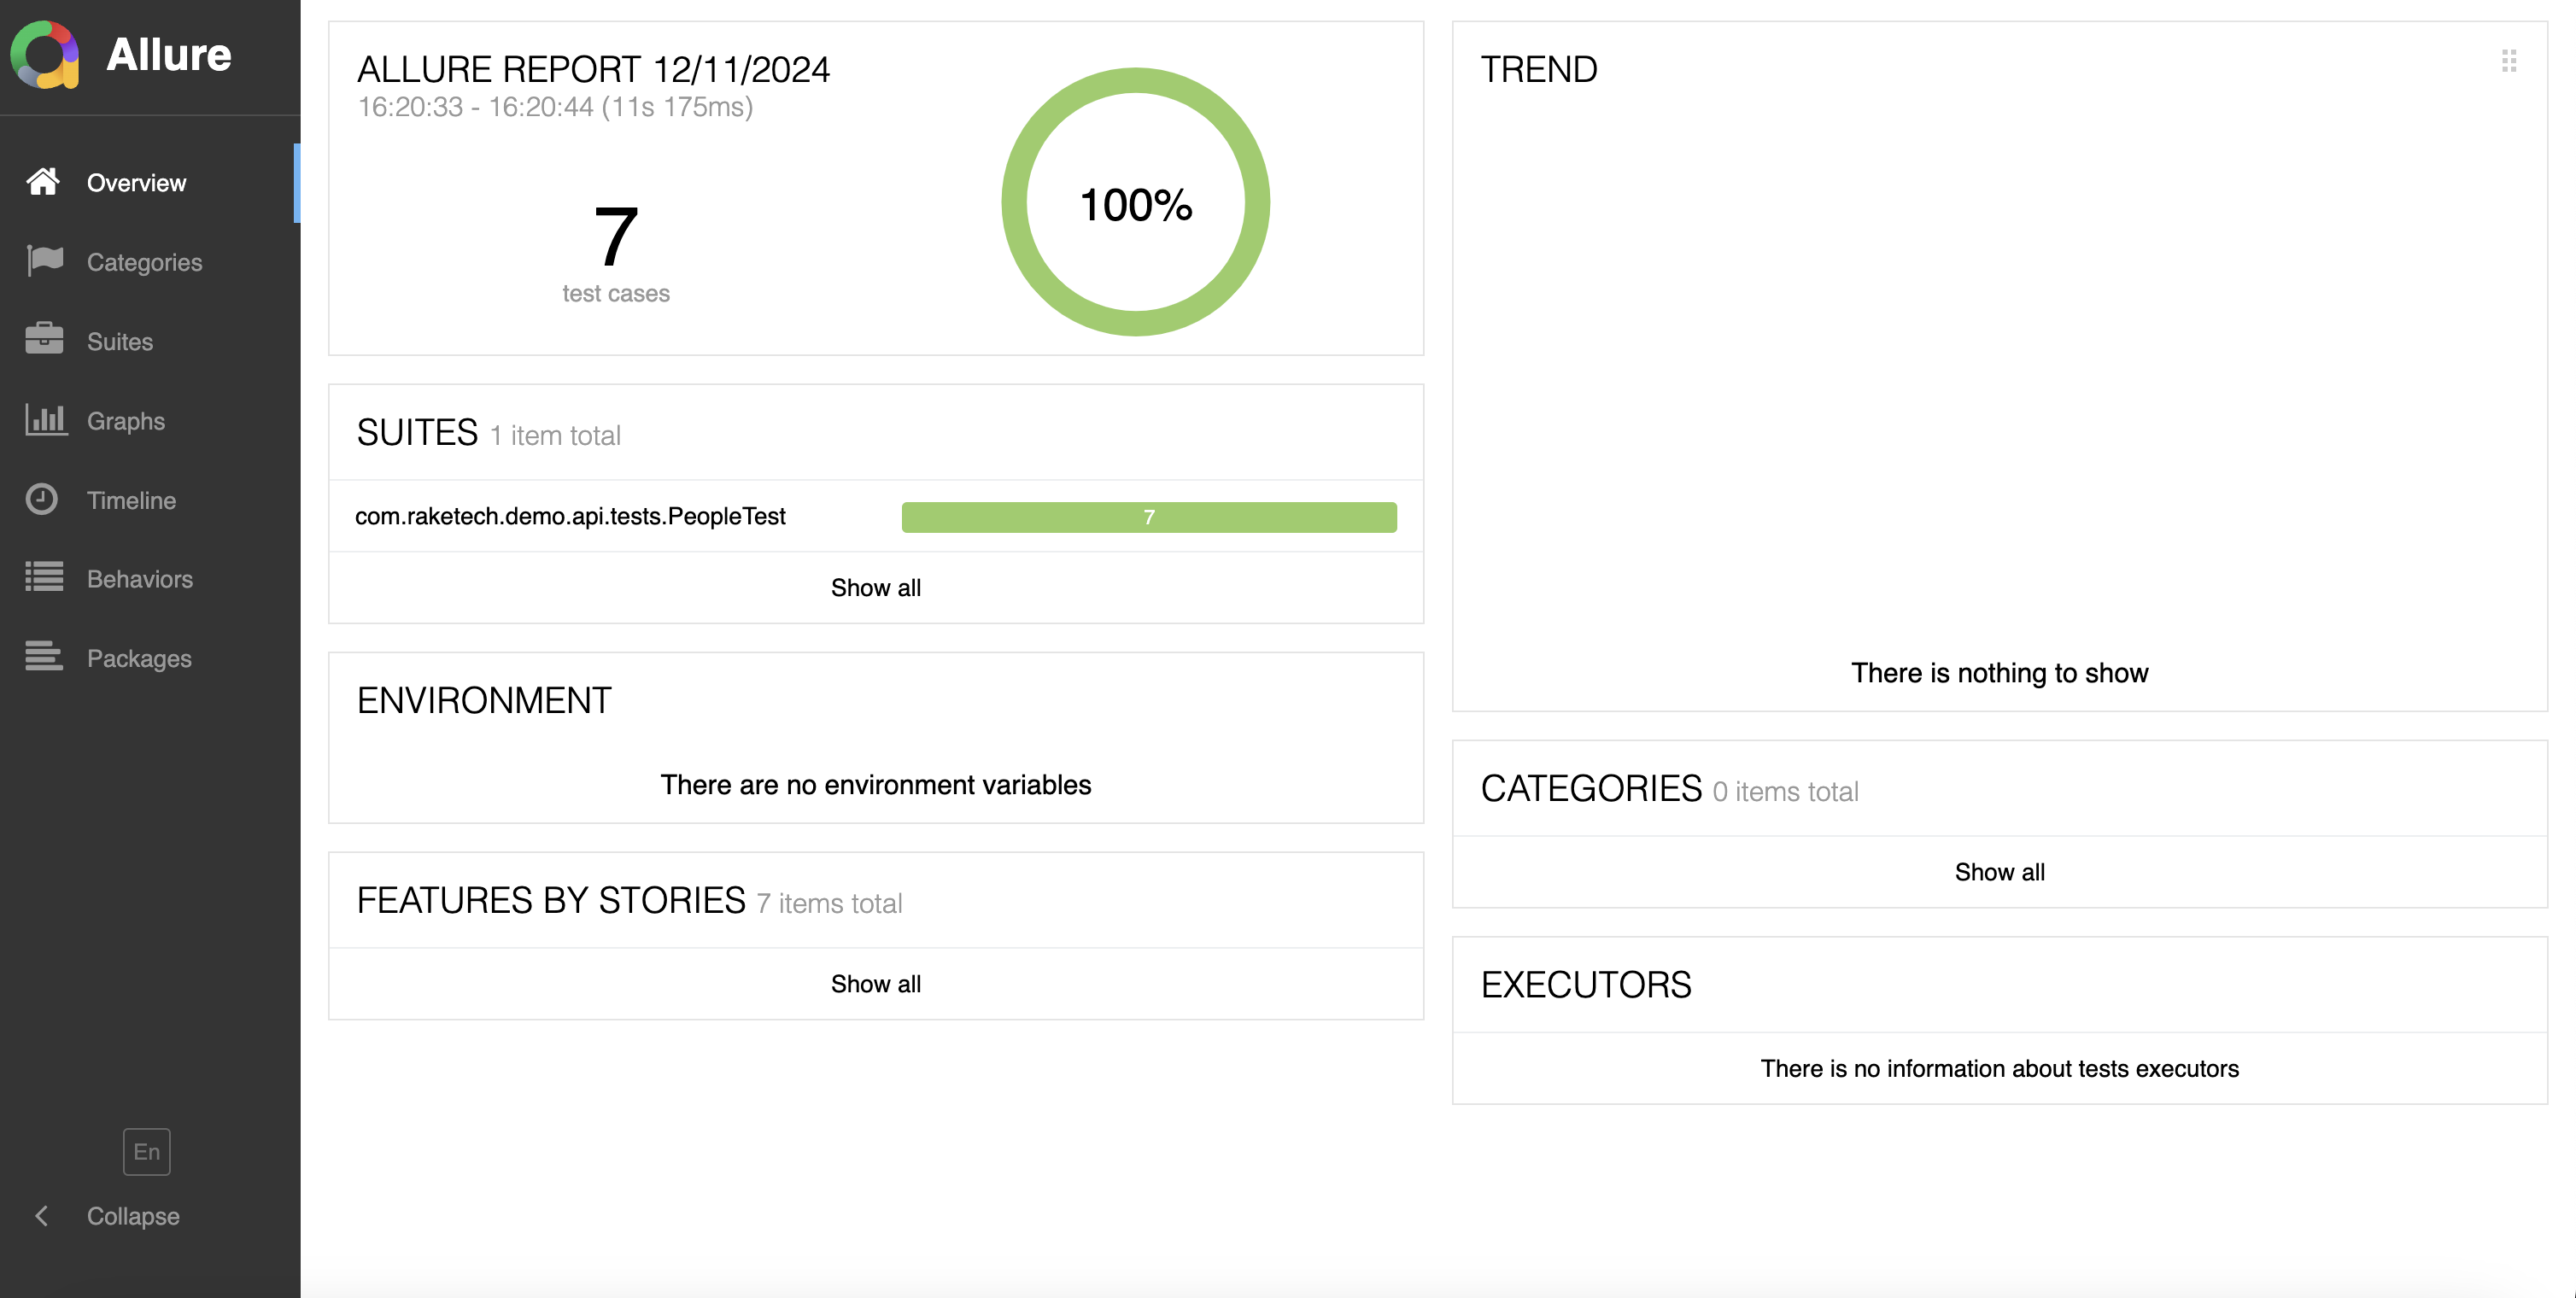 Allure
Overview
Categories
Suites
Graphs
Timeline
Behaviors
Packages
En
Collapse
ALLURE REPORT 12/11/2024
16:20:33 - 16:20:44 (11s 175ms)
7
test cases
100%
SUITES 1 item total
com.raketech.demo.api.tests.PeopleTest 7
Show all
ENVIRONMENT
There are no environment variables
FEATURES BY STORIES 7 items total
Show all
TREND
There is nothing to show
CATEGORIES 0 items total
Show all
EXECUTORS
There is no information about tests executors